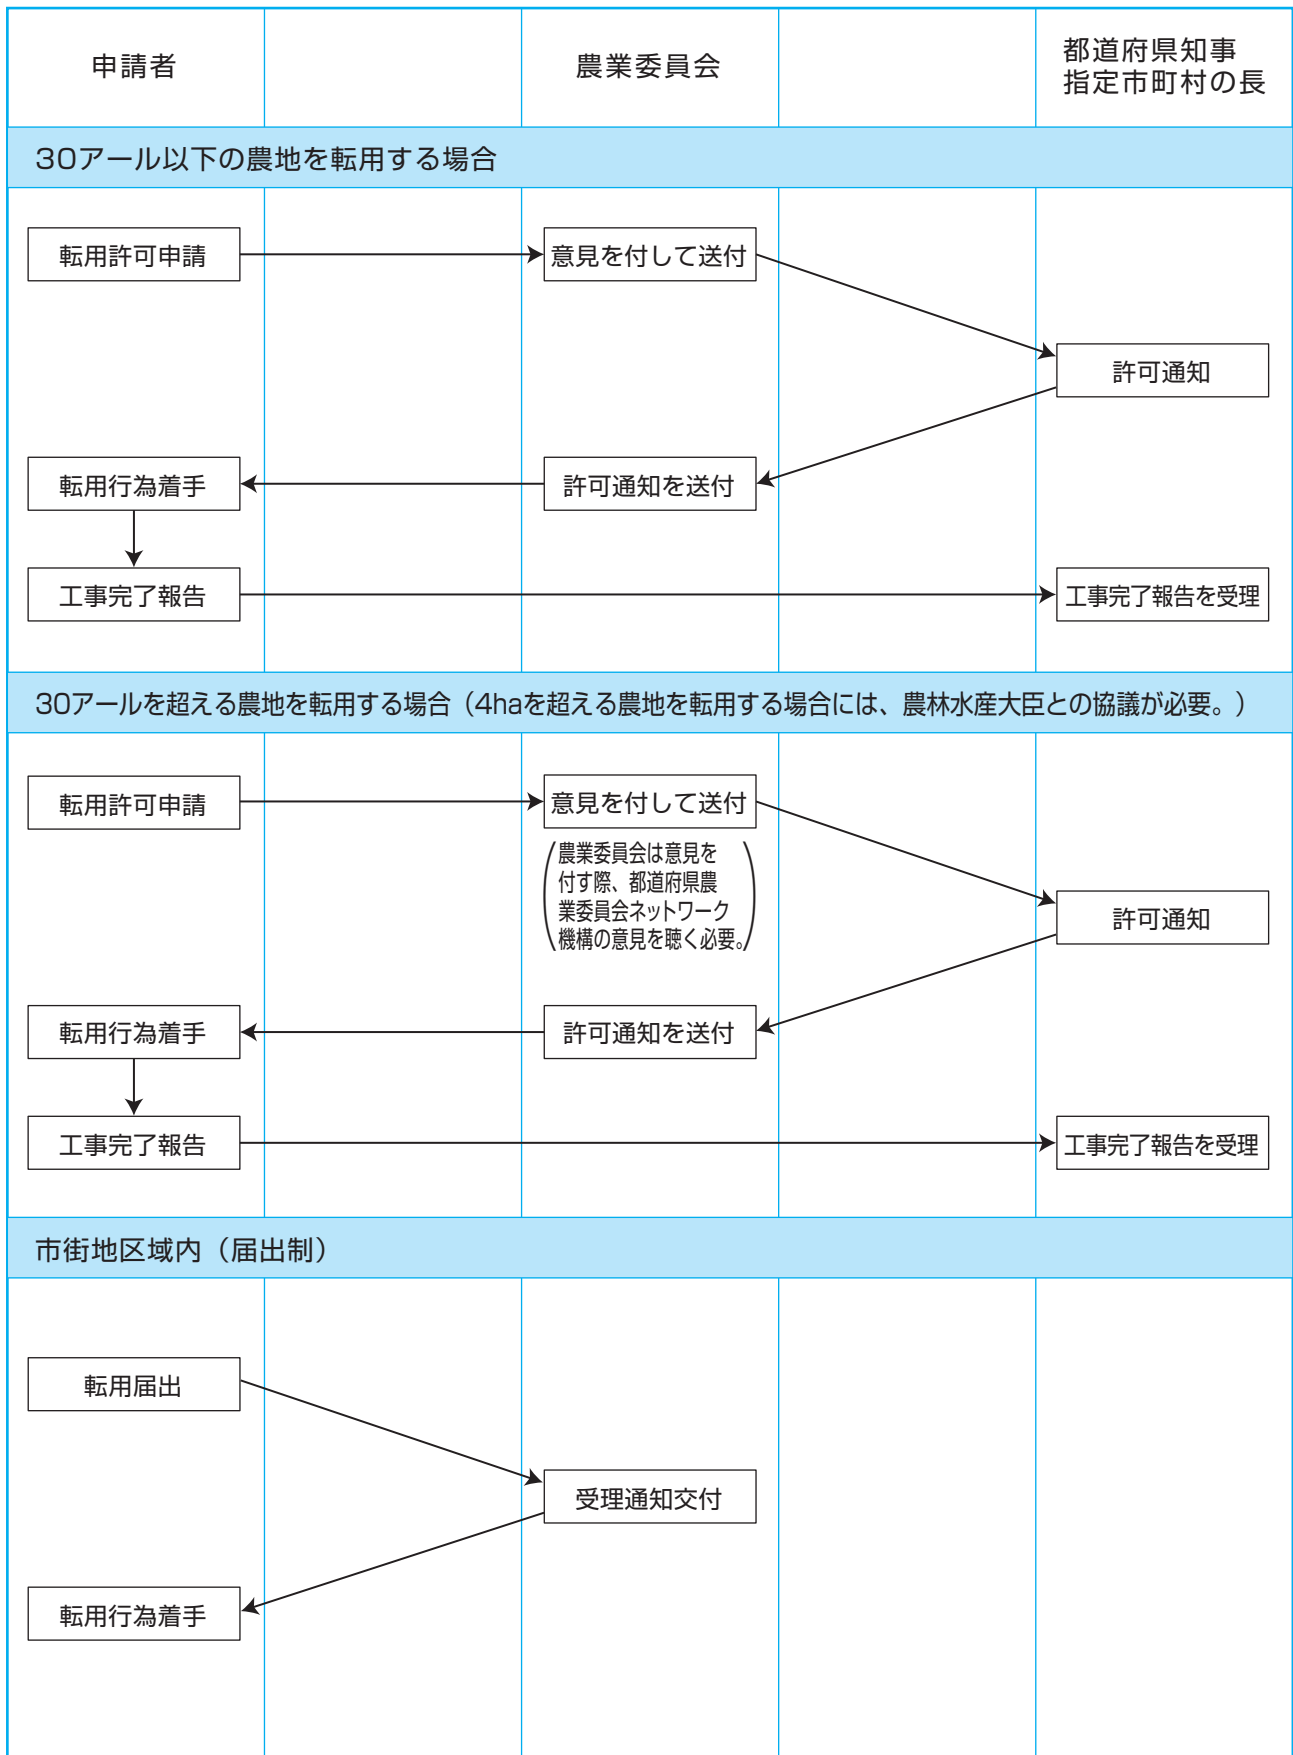 申請者
農業委員会
都道府県知事
指定市町村の長
30アール以下の農地を転用する場合
転用許可申請
意見を付して送付
許可通知
転用行為着手
許可通知を送付
工事完了報告
工事完了報告を受理
30アールを超える農地を転用する場合（4haを超える農地を転用する場合には、農林水産大臣との協議が必要。）
転用許可申請
意見を付して送付
農業委員会は意見を
付す際、都道府県農
業委員会ネットワーク
機構の意見を聴く必要。
許可通知
転用行為着手
許可通知を送付
工事完了報告
工事完了報告を受理
市街地区域内（届出制）
転用届出
受理通知交付
転用行為着手